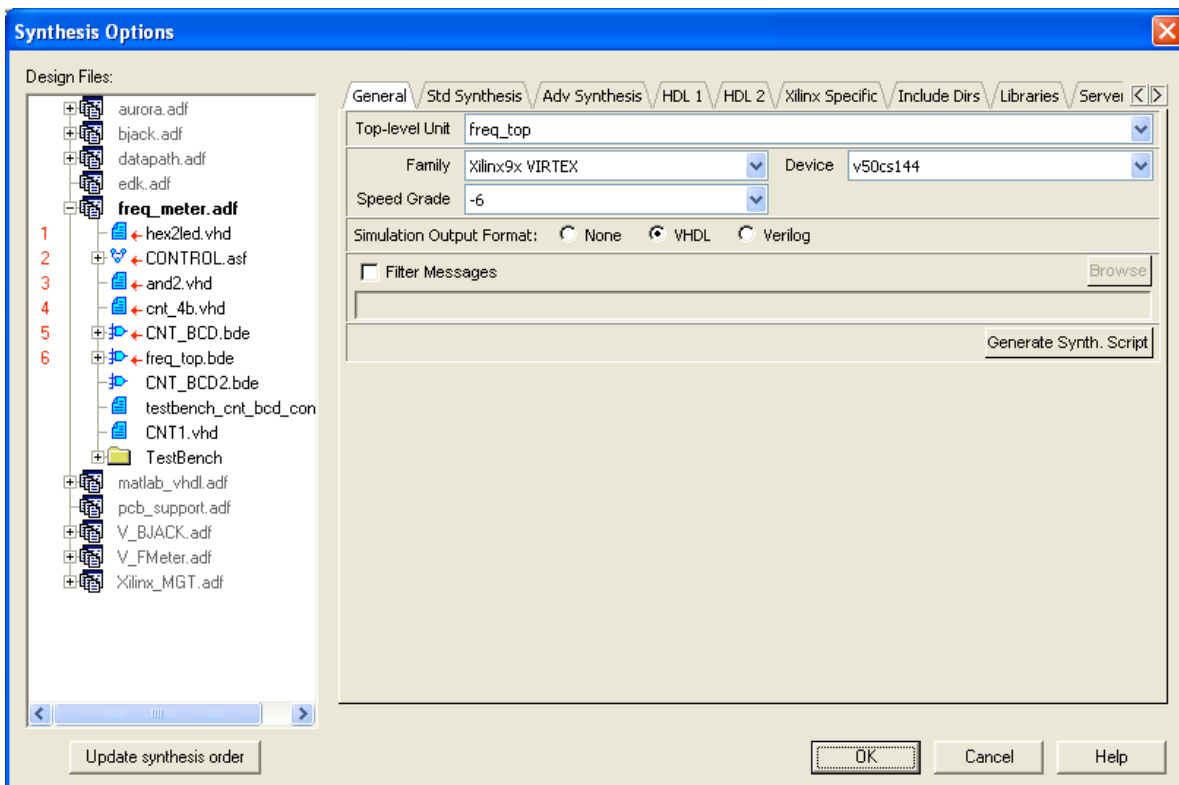 Synthesis Options
Design Files:
aurora.adf
bjack.adf
datapath.adf
edk.adf
freq_meter.adf
1 hex2led.vhd
2 CONTROL.asf
3 and2.vhd
4 cnt_4b.vhd
5 CNT_BCD.bde
6 freq_top.bde
CNT_BCD2.bde
testbench_cnt_bcd_con
CNT1.vhd
TestBench
matlab_vhdl.adf
pcb_support.adf
V_BJACK.adf
V_FMeter.adf
Xilinx_MGT.adf
Update synthesis order
General Std Synthesis Adv Synthesis HDL 1 HDL 2 Xilinx Specific Include Dirs Libraries Server
Top-level Unit freq_top
Family Xilinx9x VIRTEX Device v50cs144
Speed Grade -6
Simulation Output Format: None VHDL Verilog
Filter Messages Browse
Generate Synth. Script
OK Cancel Help